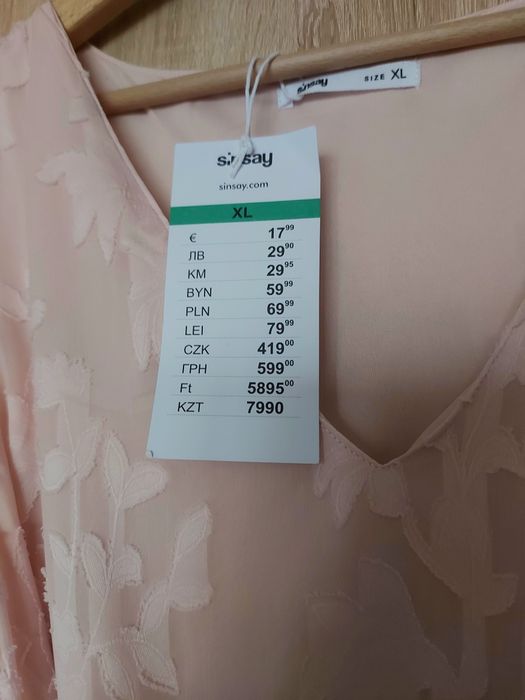 sinsay
SIZE XL
sinsay
sinsay.com
XL
€ 17⁹⁹
ЛВ 29⁹⁰
KM 29⁹⁵
BYN 59⁹⁹
PLN 69⁹⁹
LEI 79⁹⁹
CZK 419⁰⁰
ГРН 599⁰⁰
Ft 5895⁰⁰
KZT 7990